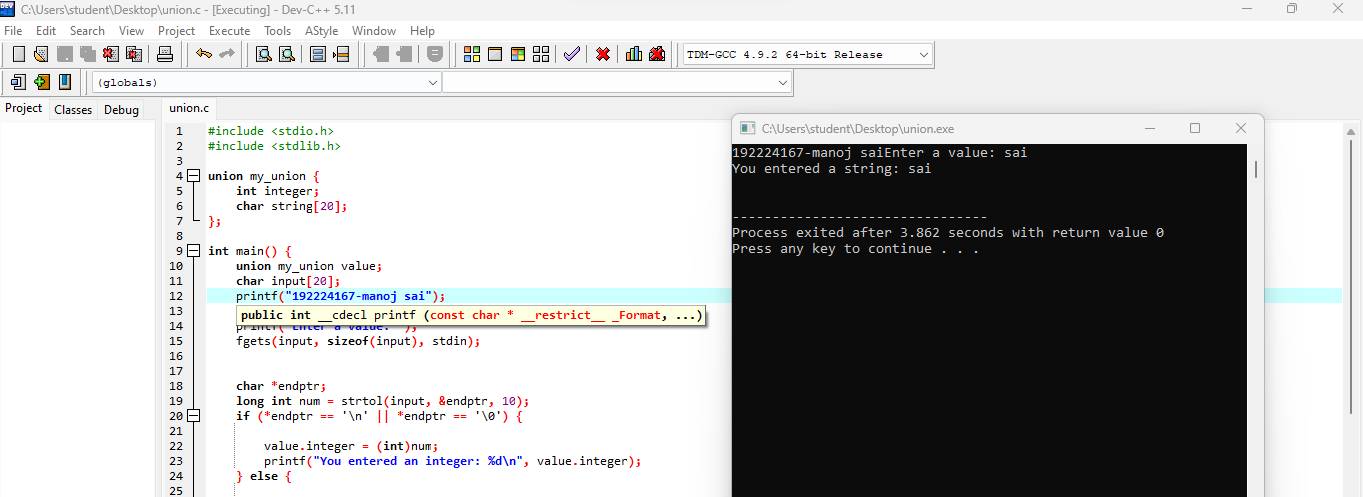 C:\Users\student\Desktop\union.c - [Executing] - Dev-C++ 5.11
File Edit Search View Project Execute Tools AStyle Window Help
TDM-GCC 4.9.2 64-bit Release
(globals)
Project Classes Debug
union.c
1 #include <stdio.h>
2 #include <stdlib.h>
3
4 union my_union {
5 int integer;
6 char string[20];
7 };
8
9 int main() {
10 union my_union value;
11 char input[20];
12 printf("192224167-manoj sai");
13 public int __cdecl printf (const char * __restrict__ _Format, ...)
14 printf("Enter a value: ");
15 fgets(input, sizeof(input), stdin);
16
17
18 char *endptr;
19 long int num = strtol(input, &endptr, 10);
20 if (*endptr == '\n' || *endptr == '\0') {
21
22 value.integer = (int)num;
23 printf("You entered an integer: %d\n", value.integer);
24 } else {
25
C:\Users\student\Desktop\union.exe
192224167-manoj saiEnter a value: sai
You entered a string: sai
--------------------------------
Process exited after 3.862 seconds with return value 0
Press any key to continue . . .